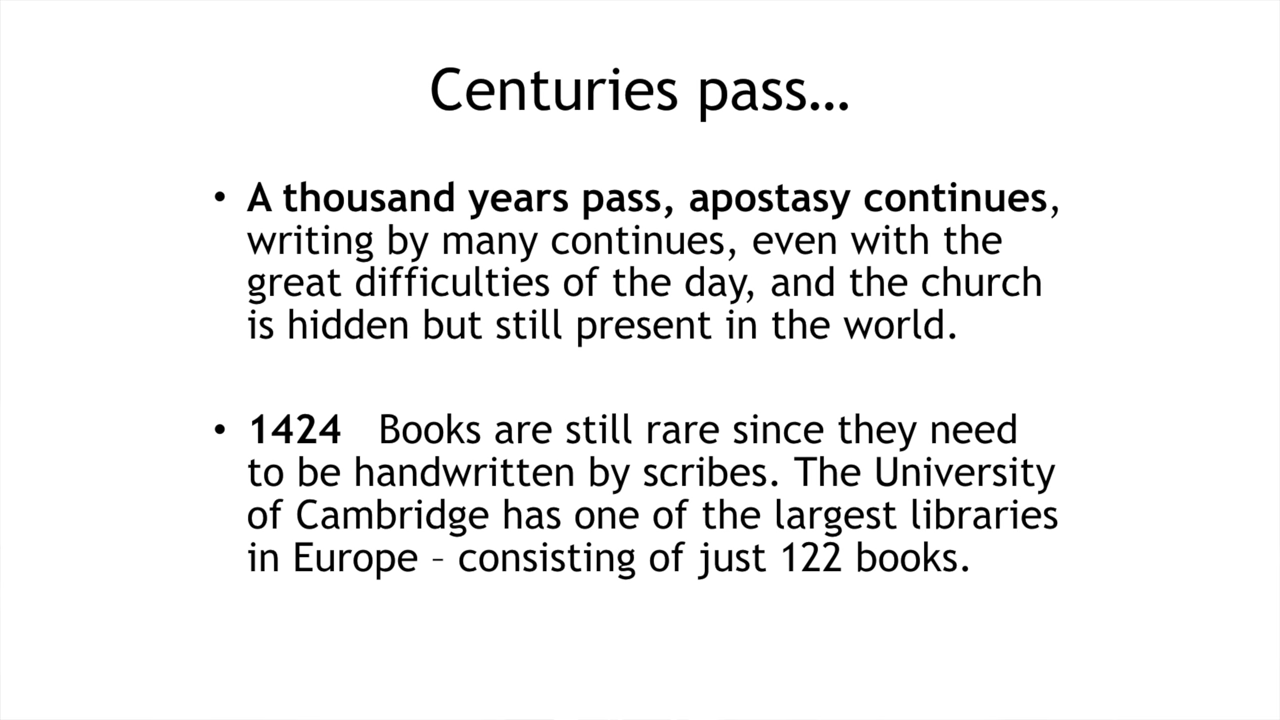 Centuries pass…
• A thousand years pass, apostasy continues,
writing by many continues, even with the
great difficulties of the day, and the church
is hidden but still present in the world.
• 1424 Books are still rare since they need
to be handwritten by scribes. The University
of Cambridge has one of the largest libraries
in Europe – consisting of just 122 books.